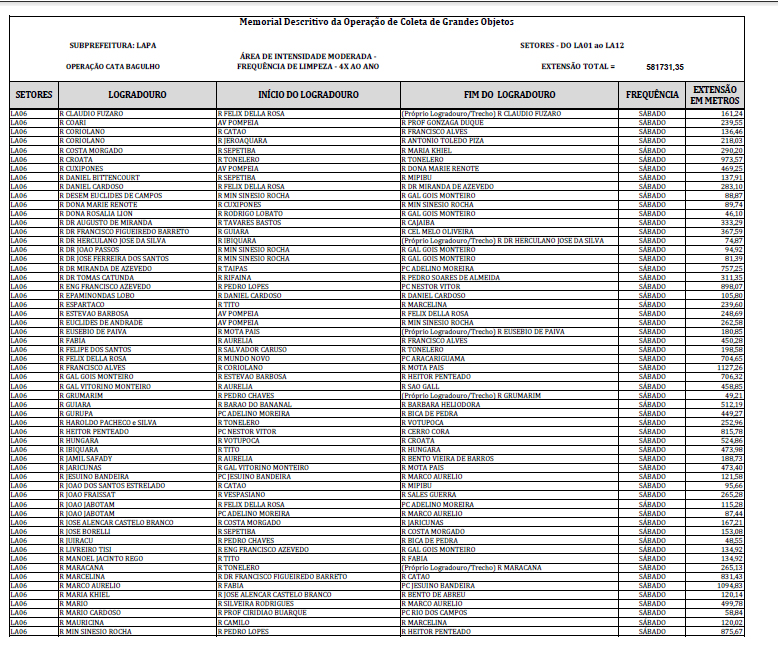 Memorial Descritivo da Operação de Coleta de Grandes Objetos
SUBPREFEITURA: LAPA
SETORES - DO LA01 ao LA12
ÁREA DE INTENSIDADE MODERADA -
OPERAÇÃO CATA BAGULHO
FREQUÊNCIA DE LIMPEZA - 4X AO ANO
EXTENSÃO TOTAL = 581731,35
SETORES LOGRADOURO INÍCIO DO LOGRADOURO FIM DO LOGRADOURO FREQUÊNCIA EXTENSÃO EM METROS
LA06 R CLAUDIO FUZARO R FELIX DELLA ROSA (Próprio Logradouro/Trecho) R CLAUDIO FUZARO SÁBADO 161,24
LA06 R COARI AV POMPEIA R PROF GONZAGA DUQUE SÁBADO 239,55
LA06 R CORIOLANO R CATAO R FRANCISCO ALVES SÁBADO 136,46
LA06 R CORIOLANO R JEROAQUARA R ANTONIO TOLEDO PIZA SÁBADO 218,03
LA06 R COSTA MORGADO R SEPETIBA R MARIA KHIEL SÁBADO 290,20
LA06 R CROATA R TONELERO R TONELERO SÁBADO 973,57
LA06 R CUXIPONES AV POMPEIA R DONA MARIE RENOTE SÁBADO 469,25
LA06 R DANIEL BITTENCOURT R SEPETIBA R MIPIBU SÁBADO 137,91
LA06 R DANIEL CARDOSO R FELIX DELLA ROSA R DR MIRANDA DE AZEVEDO SÁBADO 283,10
LA06 R DESEM EUCLIDES DE CAMPOS R MIN SINESIO ROCHA R GAL GOIS MONTEIRO SÁBADO 88,87
LA06 R DONA MARIE RENOTE R CUXIPONES R MIN SINESIO ROCHA SÁBADO 89,74
LA06 R DONA ROSALIA LION R RODRIGO LOBATO R GAL GOIS MONTEIRO SÁBADO 46,10
LA06 R DR AUGUSTO DE MIRANDA R TAVARES BASTOS R CAJAIBA SÁBADO 333,29
LA06 R DR FRANCISCO FIGUEIREDO BARRETO R GUIARA R CEL MELO OLIVEIRA SÁBADO 367,59
LA06 R DR HERCULANO JOSE DA SILVA R IBIQUARA (Próprio Logradouro/Trecho) R DR HERCULANO JOSE DA SILVA SÁBADO 74,87
LA06 R DR JOAO PASSOS R MIN SINESIO ROCHA R GAL GOIS MONTEIRO SÁBADO 94,92
LA06 R DR JOSE FERREIRA DOS SANTOS R MIN SINESIO ROCHA R GAL GOIS MONTEIRO SÁBADO 81,39
LA06 R DR MIRANDA DE AZEVEDO R TAIPAS PC ADELINO MOREIRA SÁBADO 757,25
LA06 R DR TOMAS CATUNDA R RIFAINA R PEDRO SOARES DE ALMEIDA SÁBADO 311,35
LA06 R ENG FRANCISCO AZEVEDO R PEDRO LOPES PC NESTOR VITOR SÁBADO 898,07
LA06 R EPAMINONDAS LOBO R DANIEL CARDOSO R DANIEL CARDOSO SÁBADO 105,80
LA06 R ESPARTACO R TITO R MARCELINA SÁBADO 239,60
LA06 R ESTEVAO BARBOSA AV POMPEIA R FELIX DELLA ROSA SÁBADO 248,69
LA06 R EUCLIDES DE ANDRADE AV POMPEIA R MIN SINESIO ROCHA SÁBADO 262,58
LA06 R EUSEBIO DE PAIVA R MOTA PAIS (Próprio Logradouro/Trecho) R EUSEBIO DE PAIVA SÁBADO 180,85
LA06 R FABIA R AURELIA R FRANCISCO ALVES SÁBADO 450,28
LA06 R FELIPE DOS SANTOS R SALVADOR CARUSO R TONELERO SÁBADO 198,58
LA06 R FELIX DELLA ROSA R MUNDO NOVO PC ARACARIGUAMA SÁBADO 704,65
LA06 R FRANCISCO ALVES R CORIOLANO R MOTA PAIS SÁBADO 1127,26
LA06 R GAL GOIS MONTEIRO R ESTEVAO BARBOSA R HEITOR PENTEADO SÁBADO 706,32
LA06 R GAL VITORINO MONTEIRO R AURELIA R SAO GALL SÁBADO 458,85
LA06 R GRUMARIM R PEDRO CHAVES (Próprio Logradouro/Trecho) R GRUMARIM SÁBADO 49,21
LA06 R GUIARA R BARAO DO BANANAL R BARBARA HELIODORA SÁBADO 512,19
LA06 R GURUPA PC ADELINO MOREIRA R BICA DE PEDRA SÁBADO 449,27
LA06 R HAROLDO PACHECO e SILVA R TONELERO R VOTUPOCA SÁBADO 252,96
LA06 R HEITOR PENTEADO PC NESTOR VITOR R CERRO CORA SÁBADO 815,78
LA06 R HUNGARA R VOTUPOCA R CROATA SÁBADO 524,86
LA06 R IBIQUARA R TITO R HUNGARA SÁBADO 473,98
LA06 R JAMIL SAFADY R AURELIA R BENTO VIEIRA DE BARROS SÁBADO 188,73
LA06 R JARICUNAS R GAL VITORINO MONTEIRO R MOTA PAIS SÁBADO 473,40
LA06 R JESUINO BANDEIRA PC JESUINO BANDEIRA R MARCO AURELIO SÁBADO 121,58
LA06 R JOAO DOS SANTOS ESTRELADO R CATAO R MIPIBU SÁBADO 95,66
LA06 R JOAO FRAISSAT R VESPASIANO R SALES GUERRA SÁBADO 265,28
LA06 R JOAO JABOTAM R FELIX DELLA ROSA PC ADELINO MOREIRA SÁBADO 115,28
LA06 R JOAO JABOTAM PC ADELINO MOREIRA R MARCO AURELIO SÁBADO 87,44
LA06 R JOSE ALENCAR CASTELO BRANCO R COSTA MORGADO R JARICUNAS SÁBADO 167,21
LA06 R JOSE BORELLI R SEPETIBA R COSTA MORGADO SÁBADO 153,08
LA06 R JUIRACU R PEDRO CHAVES R BICA DE PEDRA SÁBADO 48,55
LA06 R LIVREIRO TISI R ENG FRANCISCO AZEVEDO R GAL GOIS MONTEIRO SÁBADO 134,92
LA06 R MANOEL JACINTO REGO R TITO R FABIA SÁBADO 134,92
LA06 R MARACANA R TONELERO (Próprio Logradouro/Trecho) R MARACANA SÁBADO 265,13
LA06 R MARCELINA R DR FRANCISCO FIGUEIREDO BARRETO R CATAO SÁBADO 831,43
LA06 R MARCO AURELIO R FABIA PC JESUINO BANDEIRA SÁBADO 1094,83
LA06 R MARIA KHIEL R JOSE ALENCAR CASTELO BRANCO R BENTO DE ABREU SÁBADO 120,14
LA06 R MARIO R SILVEIRA RODRIGUES R MARCO AURELIO SÁBADO 499,78
LA06 R MARIO CARDOSO R PROF CIRIDIAO BUARQUE PC RIO DOS CAMPOS SÁBADO 58,84
LA06 R MAURICINA R CAMILO R MARCELINA SÁBADO 120,02
LA06 R MIN SINESIO ROCHA R PEDRO LOPES R HEITOR PENTEADO SÁBADO 875,67